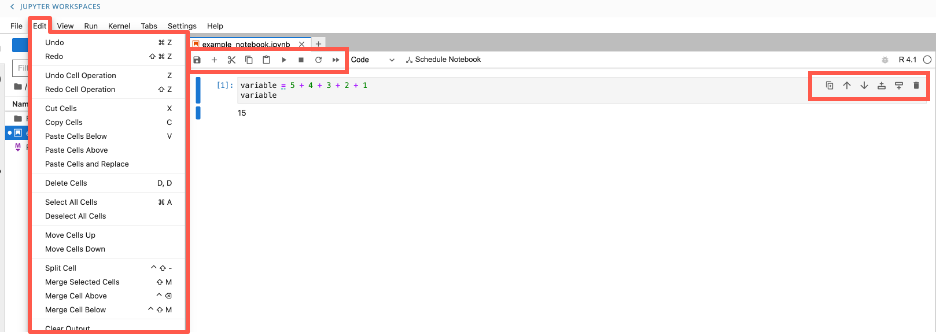 JUPYTER WORKSPACES
File Edit View Run Kernel Tabs Settings Help
example_notebook.ipynb
Code Schedule Notebook R 4.1
Undo ⌘ Z
Redo ⇧ ⌘ Z
Undo Cell Operation Z
Redo Cell Operation ⇧ Z
Cut Cells X
Copy Cells C
Paste Cells Below V
Paste Cells Above
Paste Cells and Replace
Delete Cells D, D
Select All Cells ⌘ A
Deselect All Cells
Move Cells Up
Move Cells Down
Split Cell ⌃ ⇧ -
Merge Selected Cells ⇧ M
Merge Cell Above ⌃ ⌫
Merge Cell Below ⌃ ⇧ M
Clear Output
Filt
/
Nam
[1]: variable = 5 + 4 + 3 + 2 + 1
variable
15